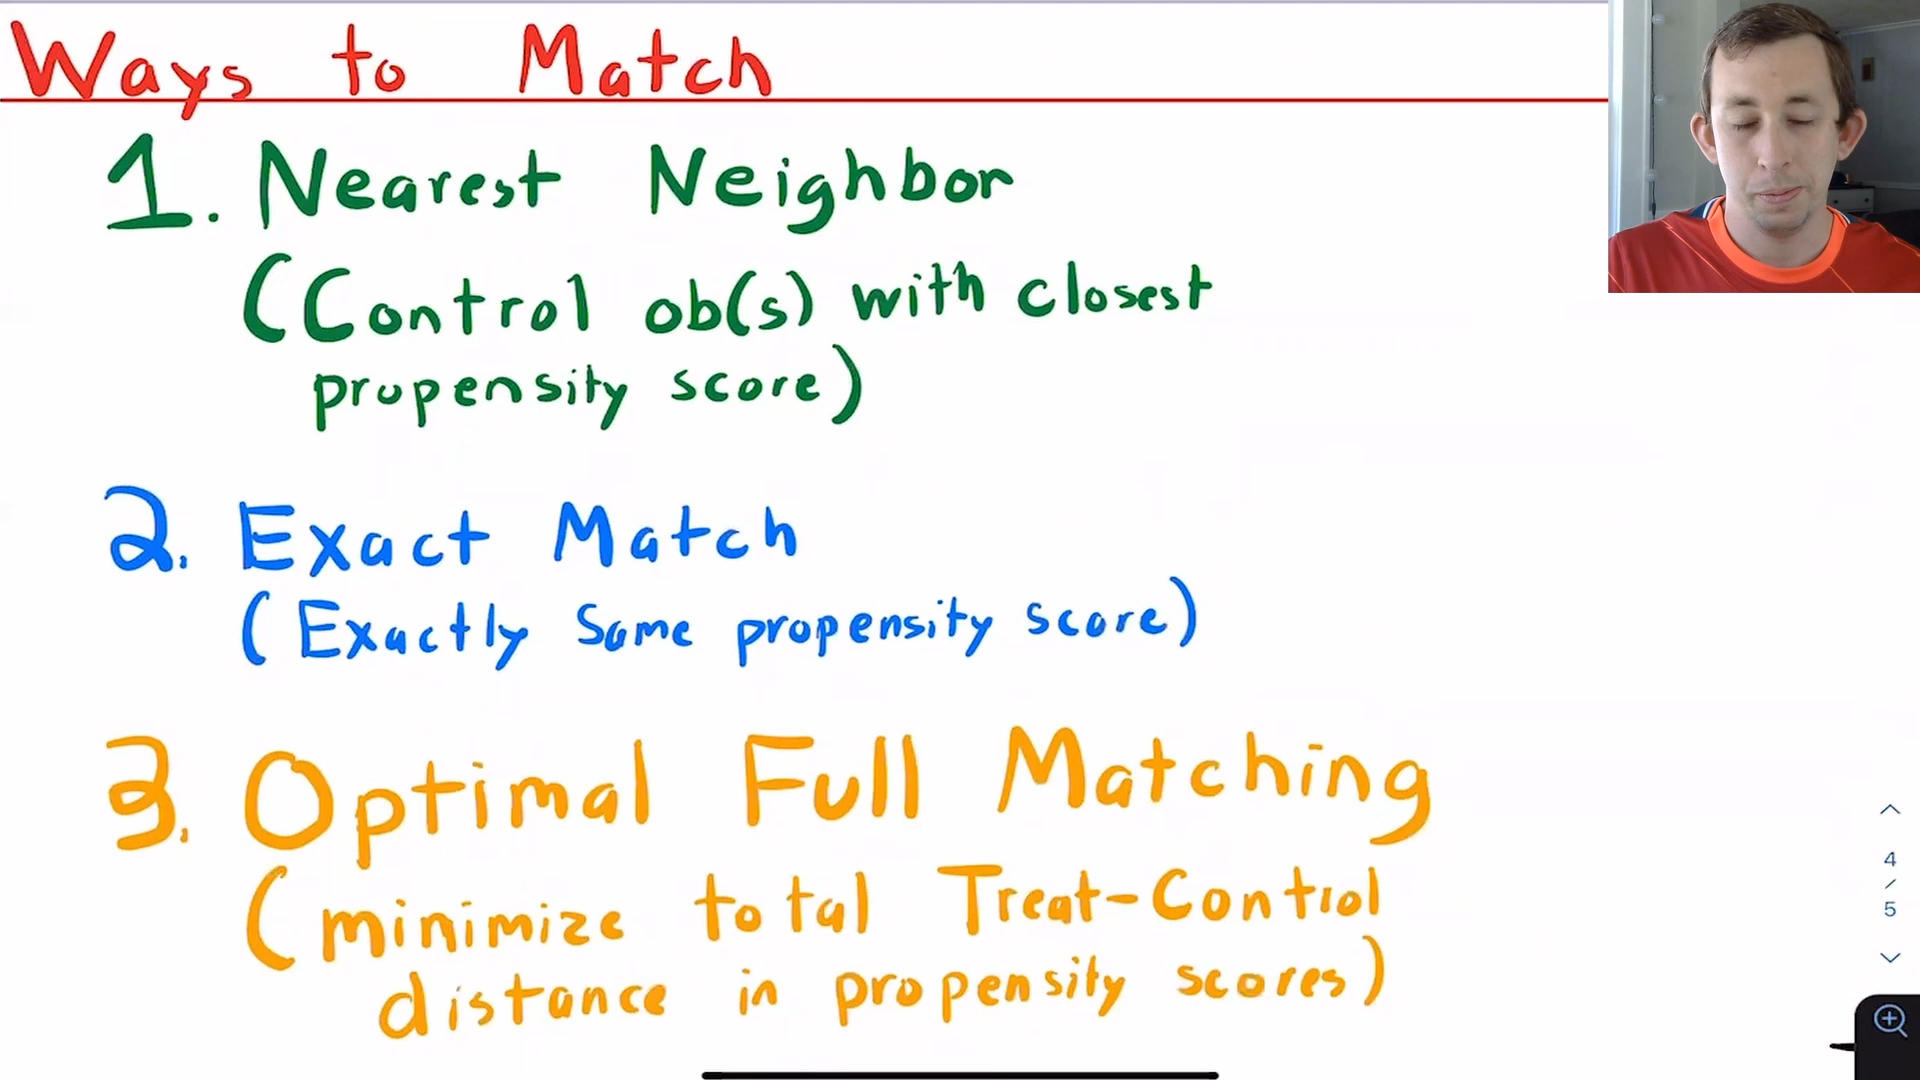 Ways to Match
1. Nearest Neighbor
(Control ob(s) with closest
propensity score)
2. Exact Match
(Exactly Same propensity score)
3. Optimal Full Matching
(minimize total Treat-Control
distance in propensity scores)
4
/
5